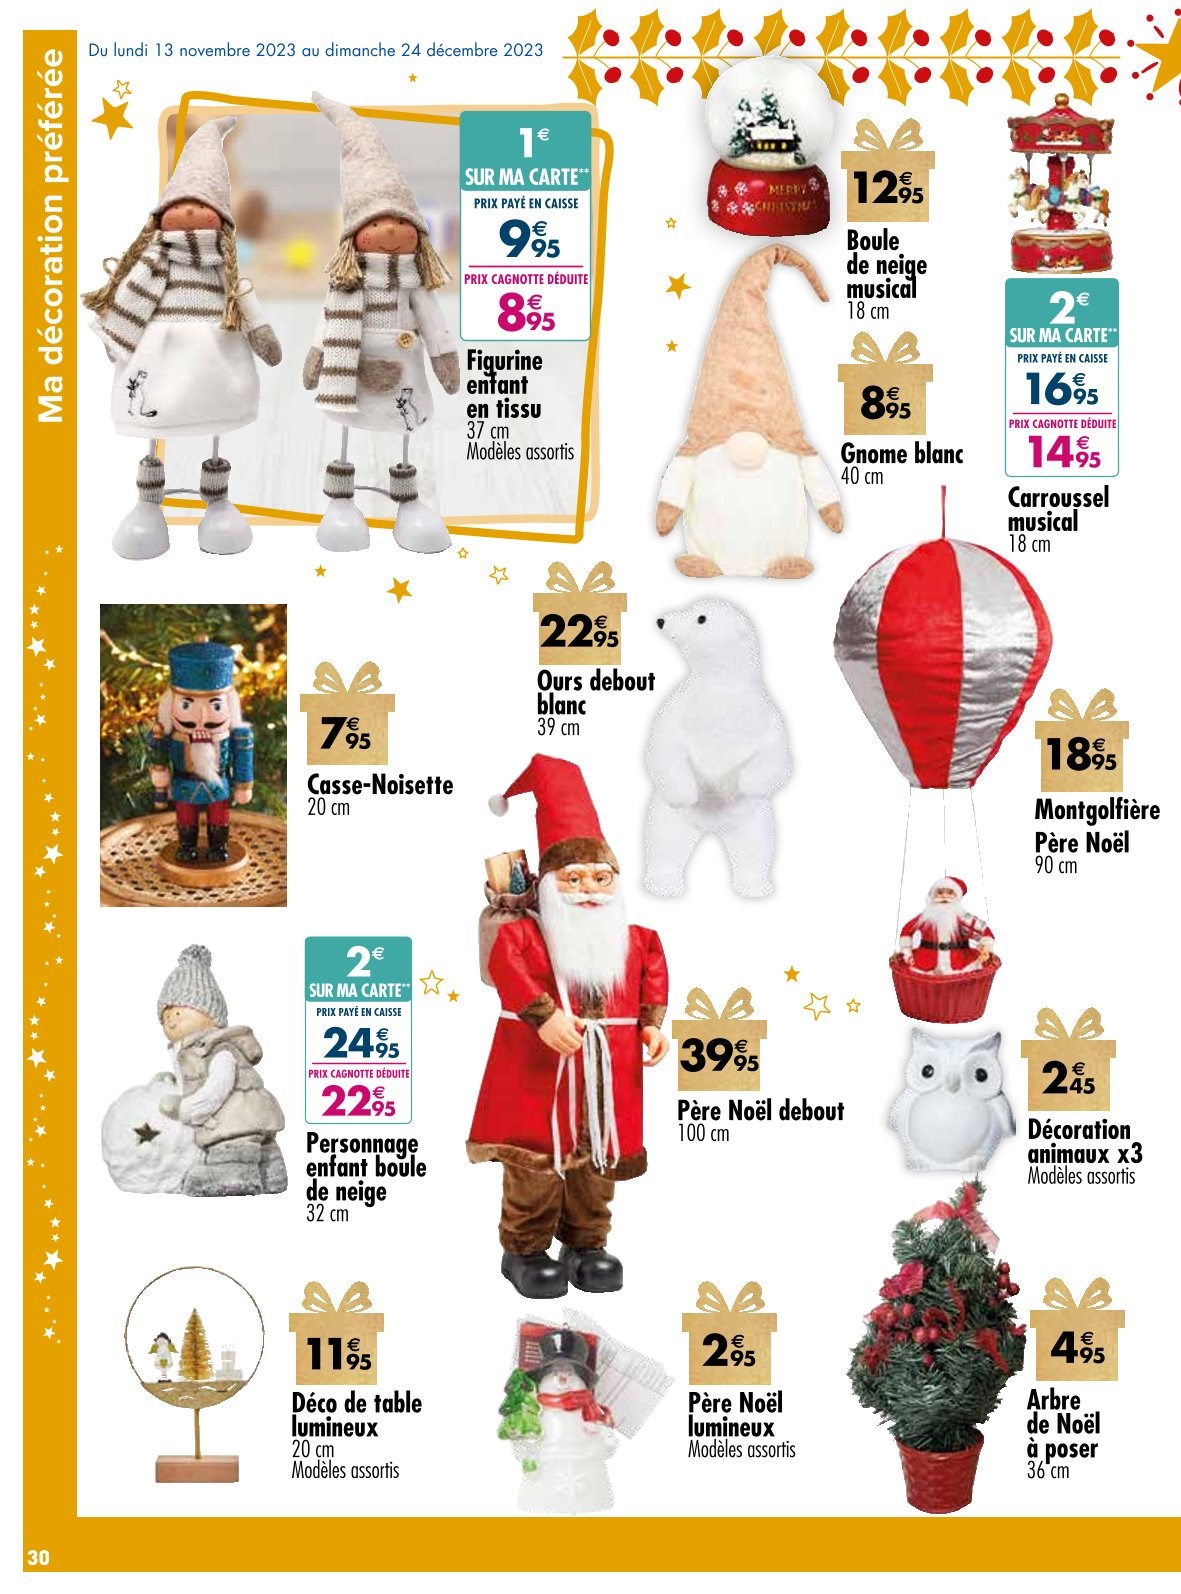 Du lundi 13 novembre 2023 au dimanche 24 décembre 2023
Ma décoration préférée
1€
SUR MA CARTE**
PRIX PAYÉ EN CAISSE
9€95
PRIX CAGNOTTE DÉDUITE
8€95
Figurine
enfant
en tissu
37 cm
Modèles assortis
MERRY
CHRISTMAS
12€95
Boule
de neige
musical
18 cm
8€95
Gnome blanc
40 cm
2€
SUR MA CARTE**
PRIX PAYÉ EN CAISSE
16€95
PRIX CAGNOTTE DÉDUITE
14€95
Carroussel
musical
18 cm
22€95
Ours debout
blanc
39 cm
7€95
Casse-Noisette
20 cm
18€95
Montgolfière
Père Noël
90 cm
2€
SUR MA CARTE**
PRIX PAYÉ EN CAISSE
24€95
PRIX CAGNOTTE DÉDUITE
22€95
Personnage
enfant boule
de neige
32 cm
39€95
Père Noël debout
100 cm
2€45
Décoration
animaux x3
Modèles assortis
11€95
Déco de table
lumineux
20 cm
Modèles assortis
2€95
Père Noël
lumineux
Modèles assortis
4€95
Arbre
de Noël
à poser
36 cm
30